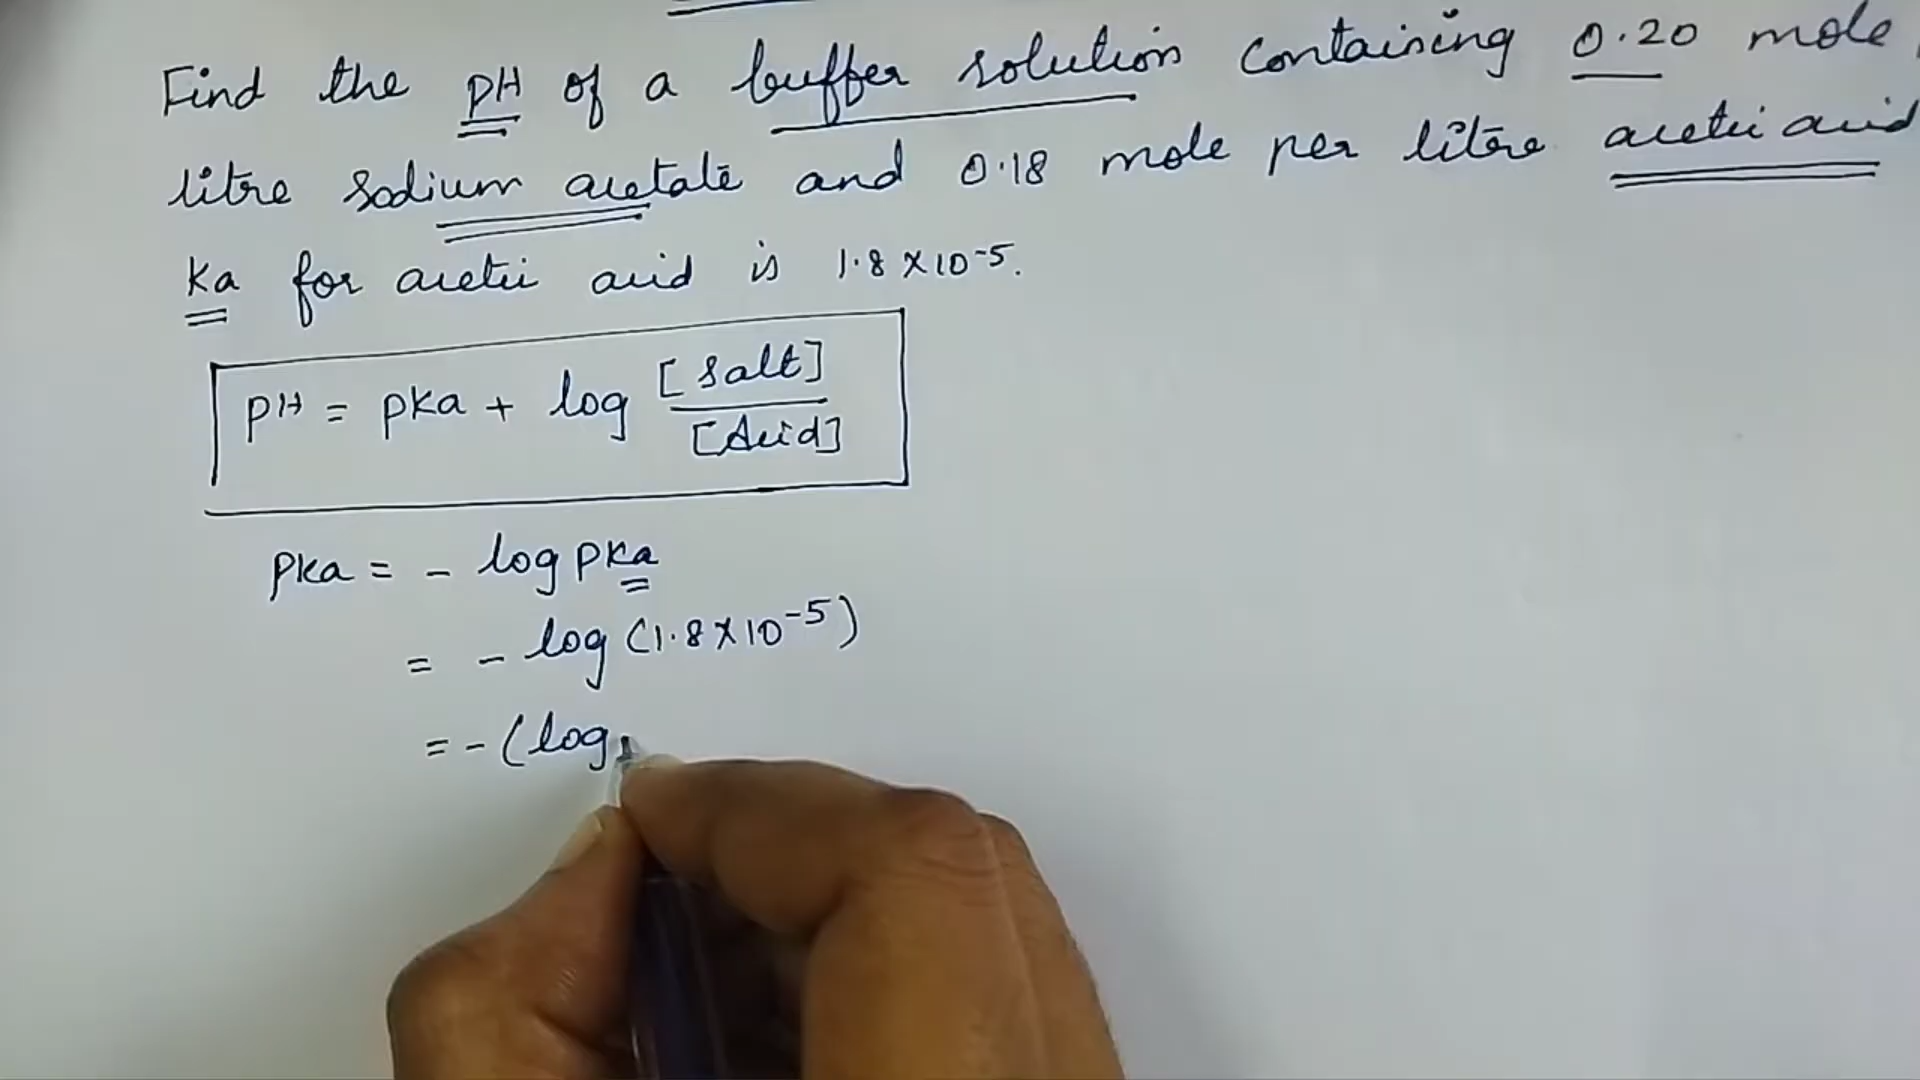 Find the pH of a buffer solution containing 0.20 mole
litre sodium acetate and 0.18 mole per litre acetic acid
Ka for acetic acid is 1.8 × 10⁻⁵.
pH = pKa + log [Salt] / [Acid]
pKa = - log pKa
= - log (1.8 × 10⁻⁵)
= - (log